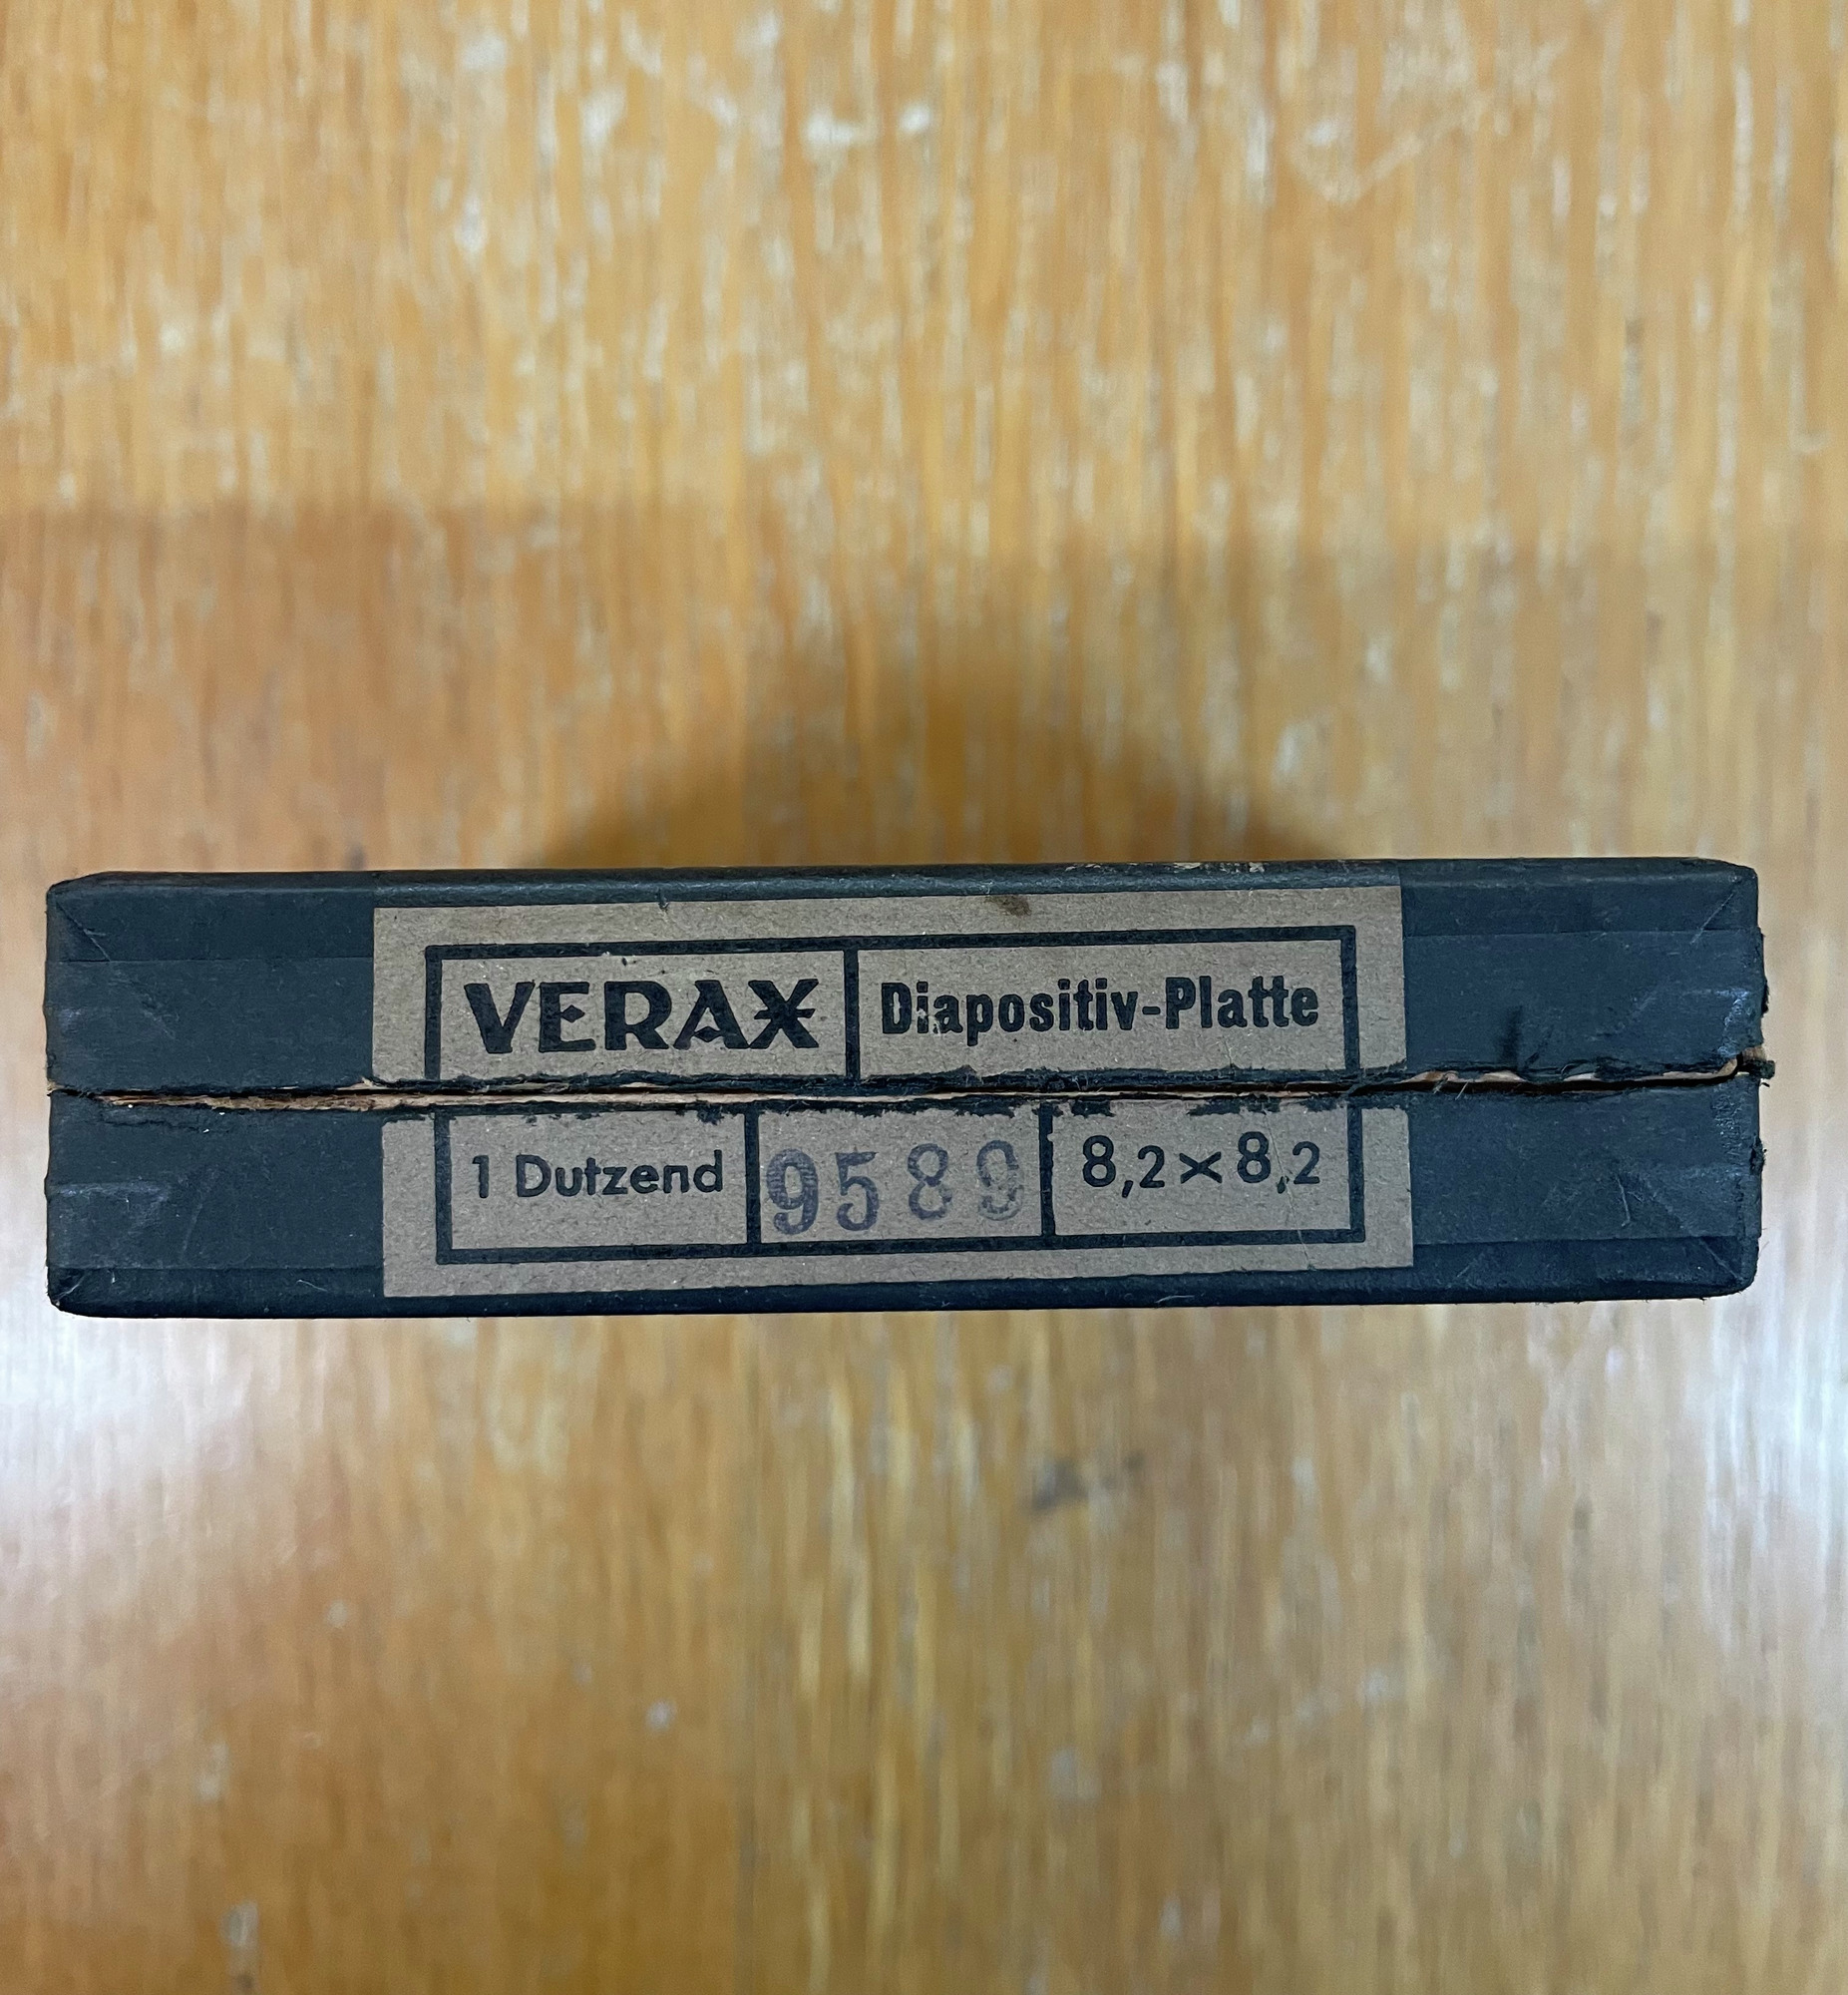 VERAX Diapositiv-Platte
1 Dutzend 9589 8,2×8,2